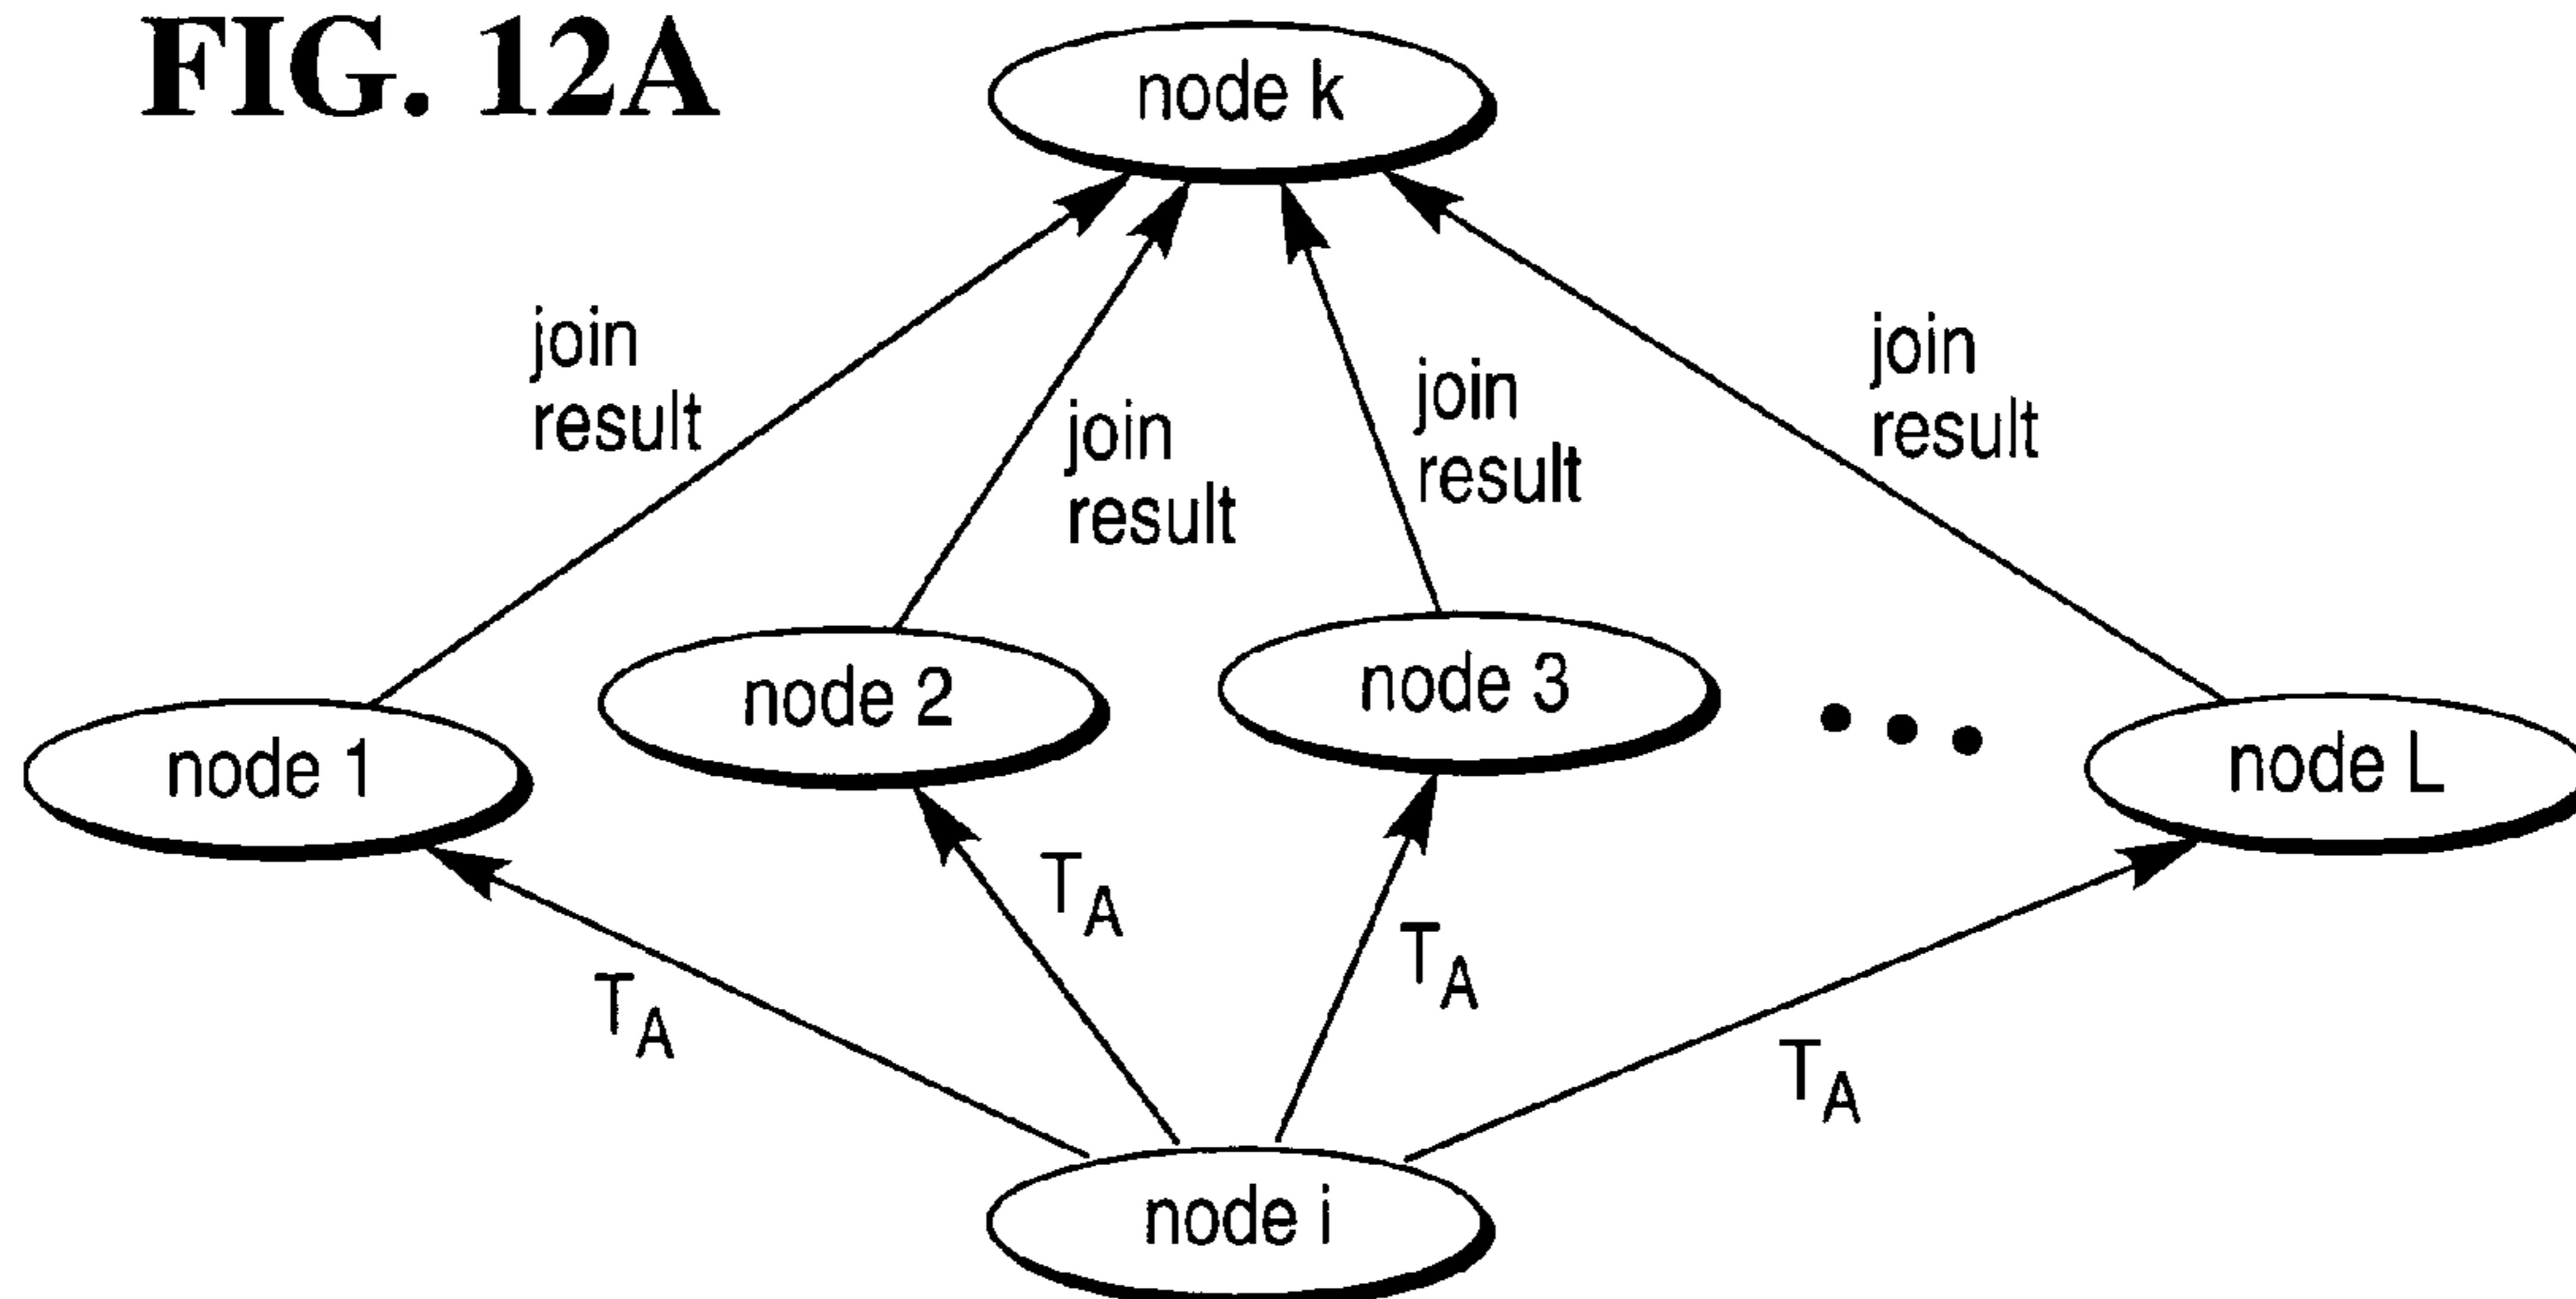 FIG. 12A
node k
join
result
join
result
join
result
join
result
node 1
node 2
node 3
node L
T_A
T_A
T_A
T_A
node i